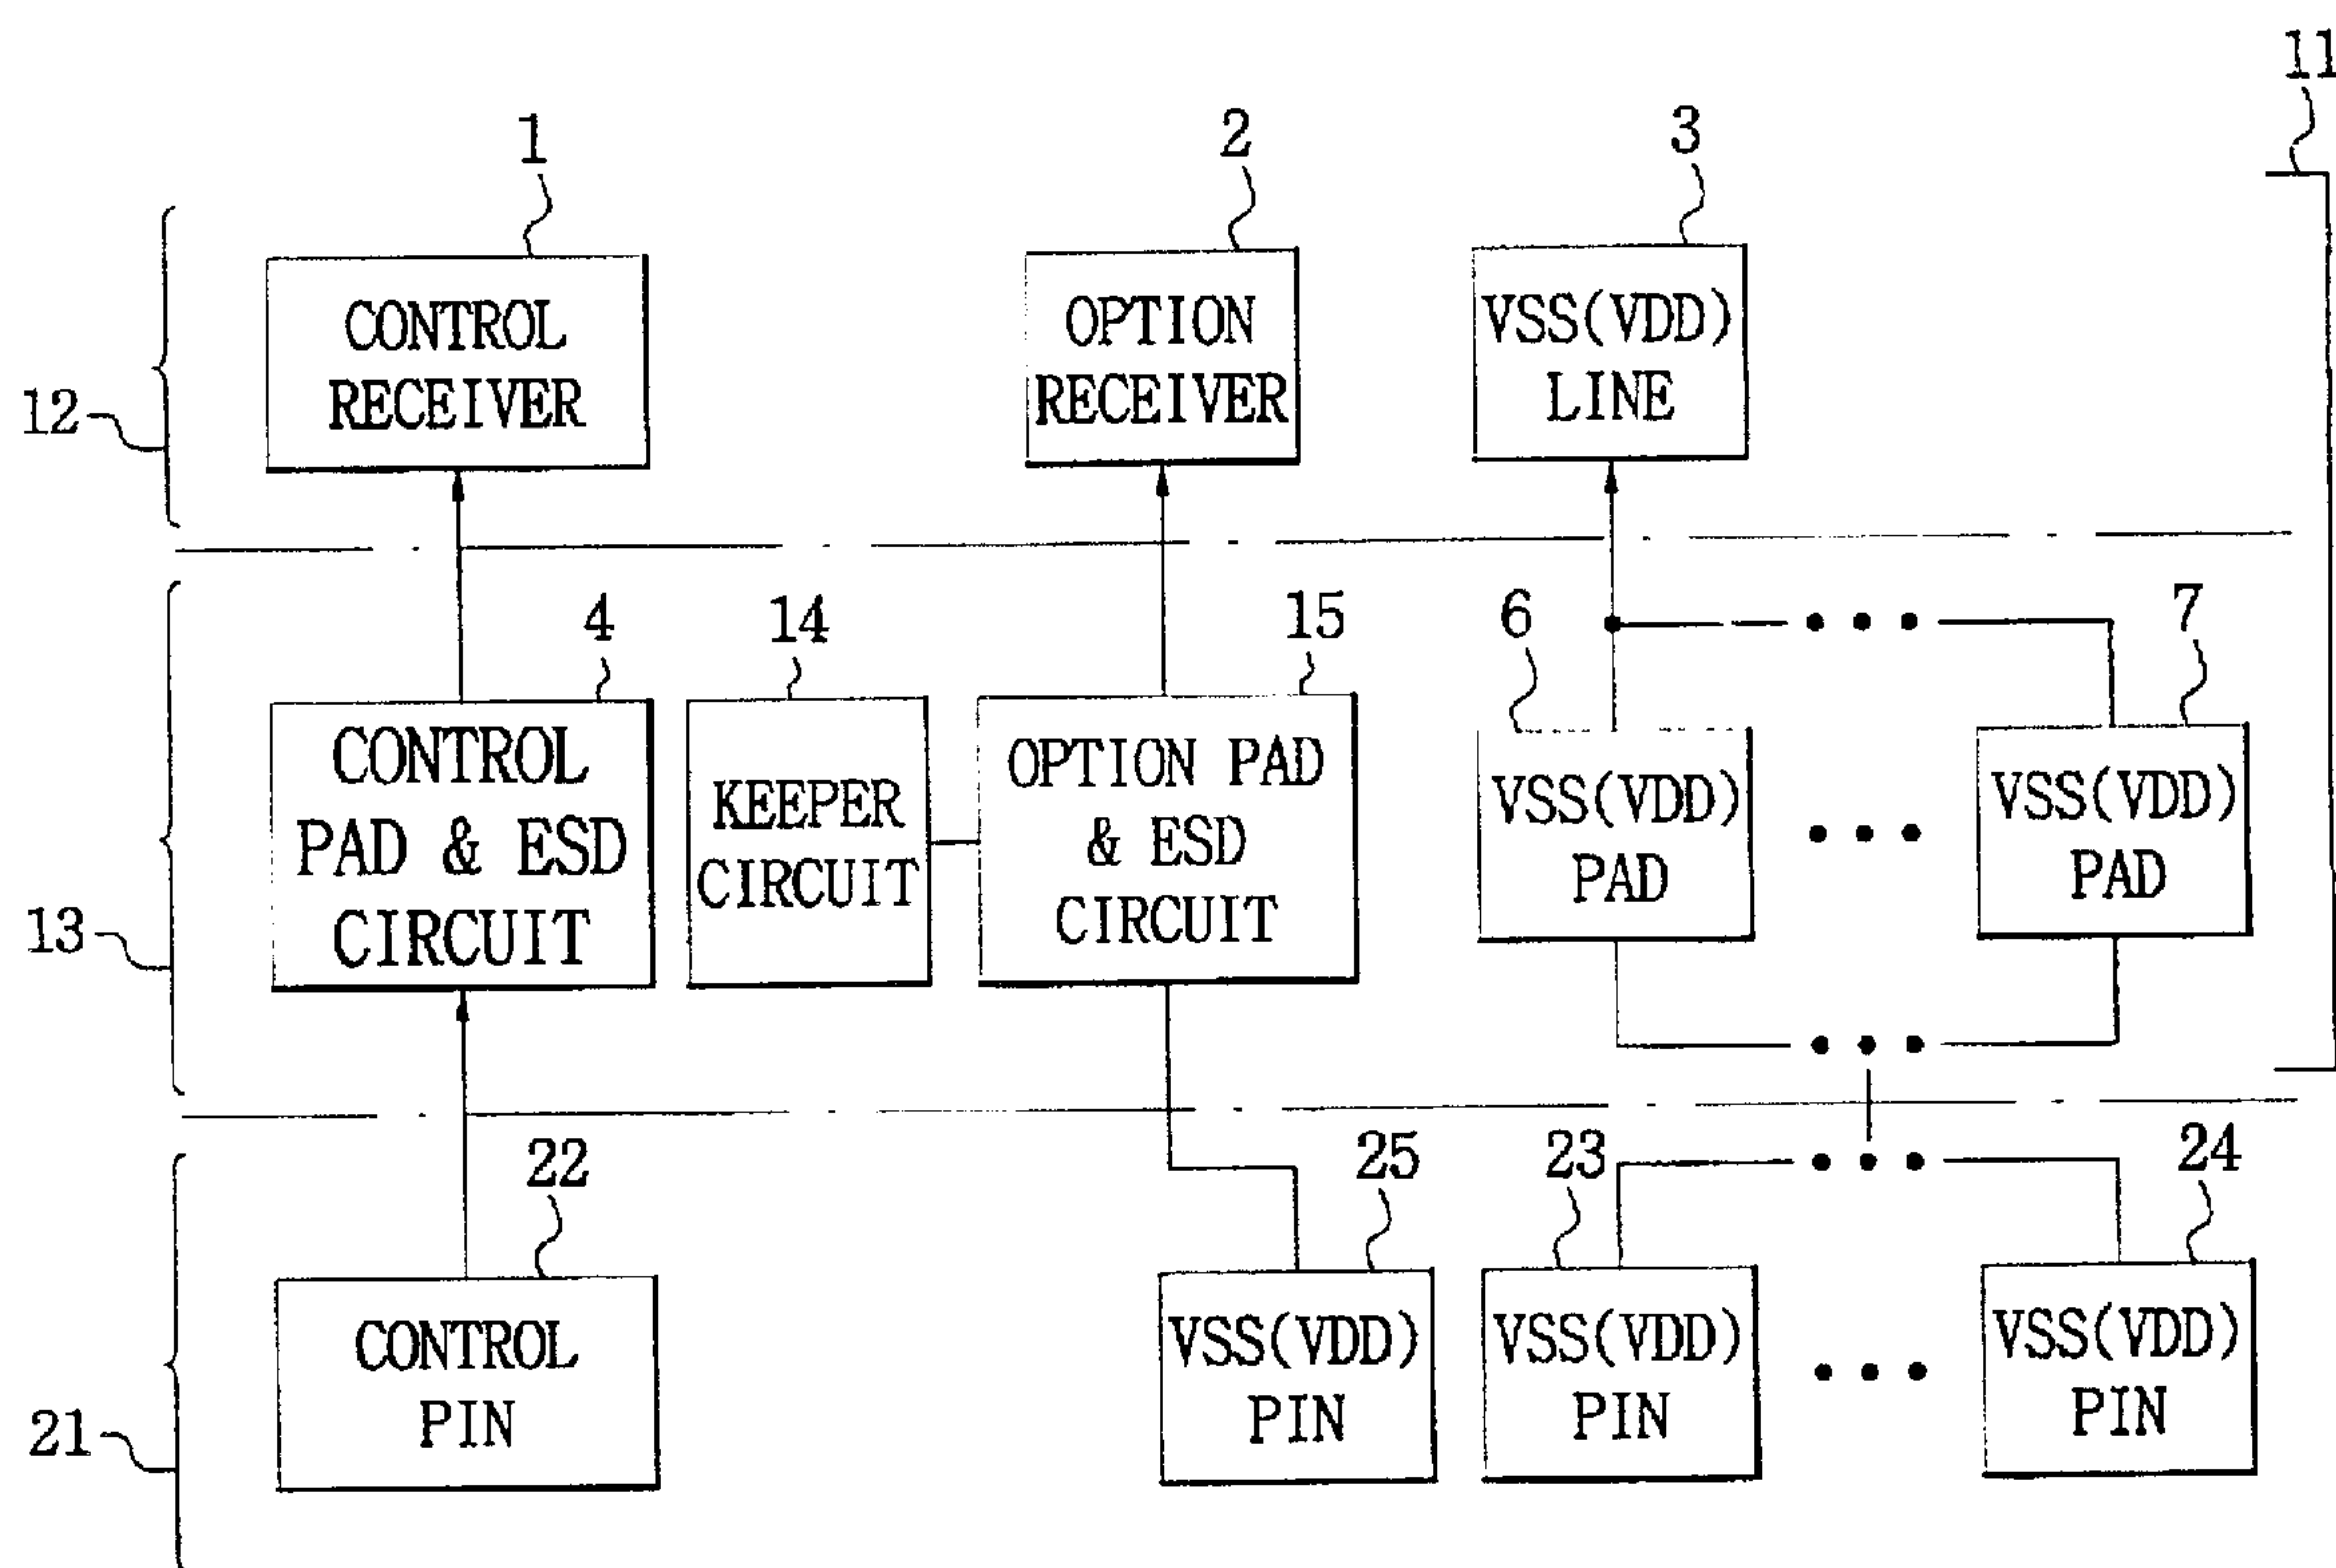 11
1
2
3
CONTROL
RECEIVER
OPTION
RECEIVER
VSS(VDD)
LINE
12
4
14
15
6
7
CONTROL
PAD & ESD
CIRCUIT
KEEPER
CIRCUIT
OPTION PAD
& ESD
CIRCUIT
VSS(VDD)
PAD
VSS(VDD)
PAD
13
22
25
23
24
CONTROL
PIN
VSS(VDD)
PIN
VSS(VDD)
PIN
VSS(VDD)
PIN
21